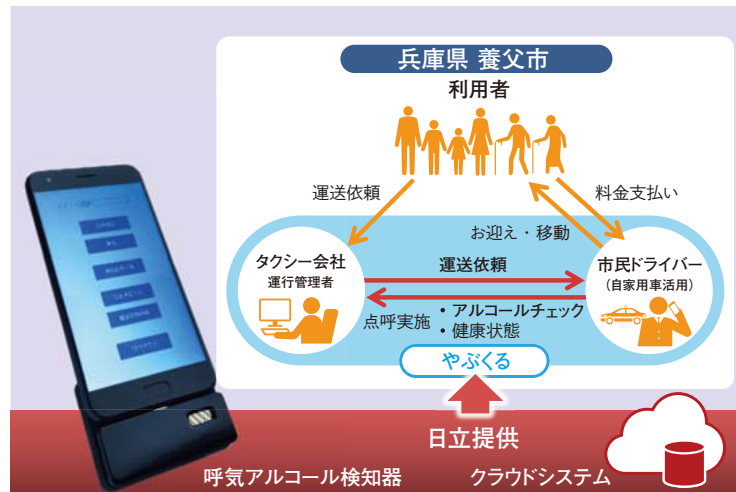 兵庫県 養父市
利用者
運送依頼
料金支払い
お迎え・移動
タクシー会社
運行管理者
運送依頼
市民ドライバー
(自家用車活用)
点呼実施
・アルコールチェック
・健康状態
やぶくる
日立提供
呼気アルコール検知器
クラウドシステム